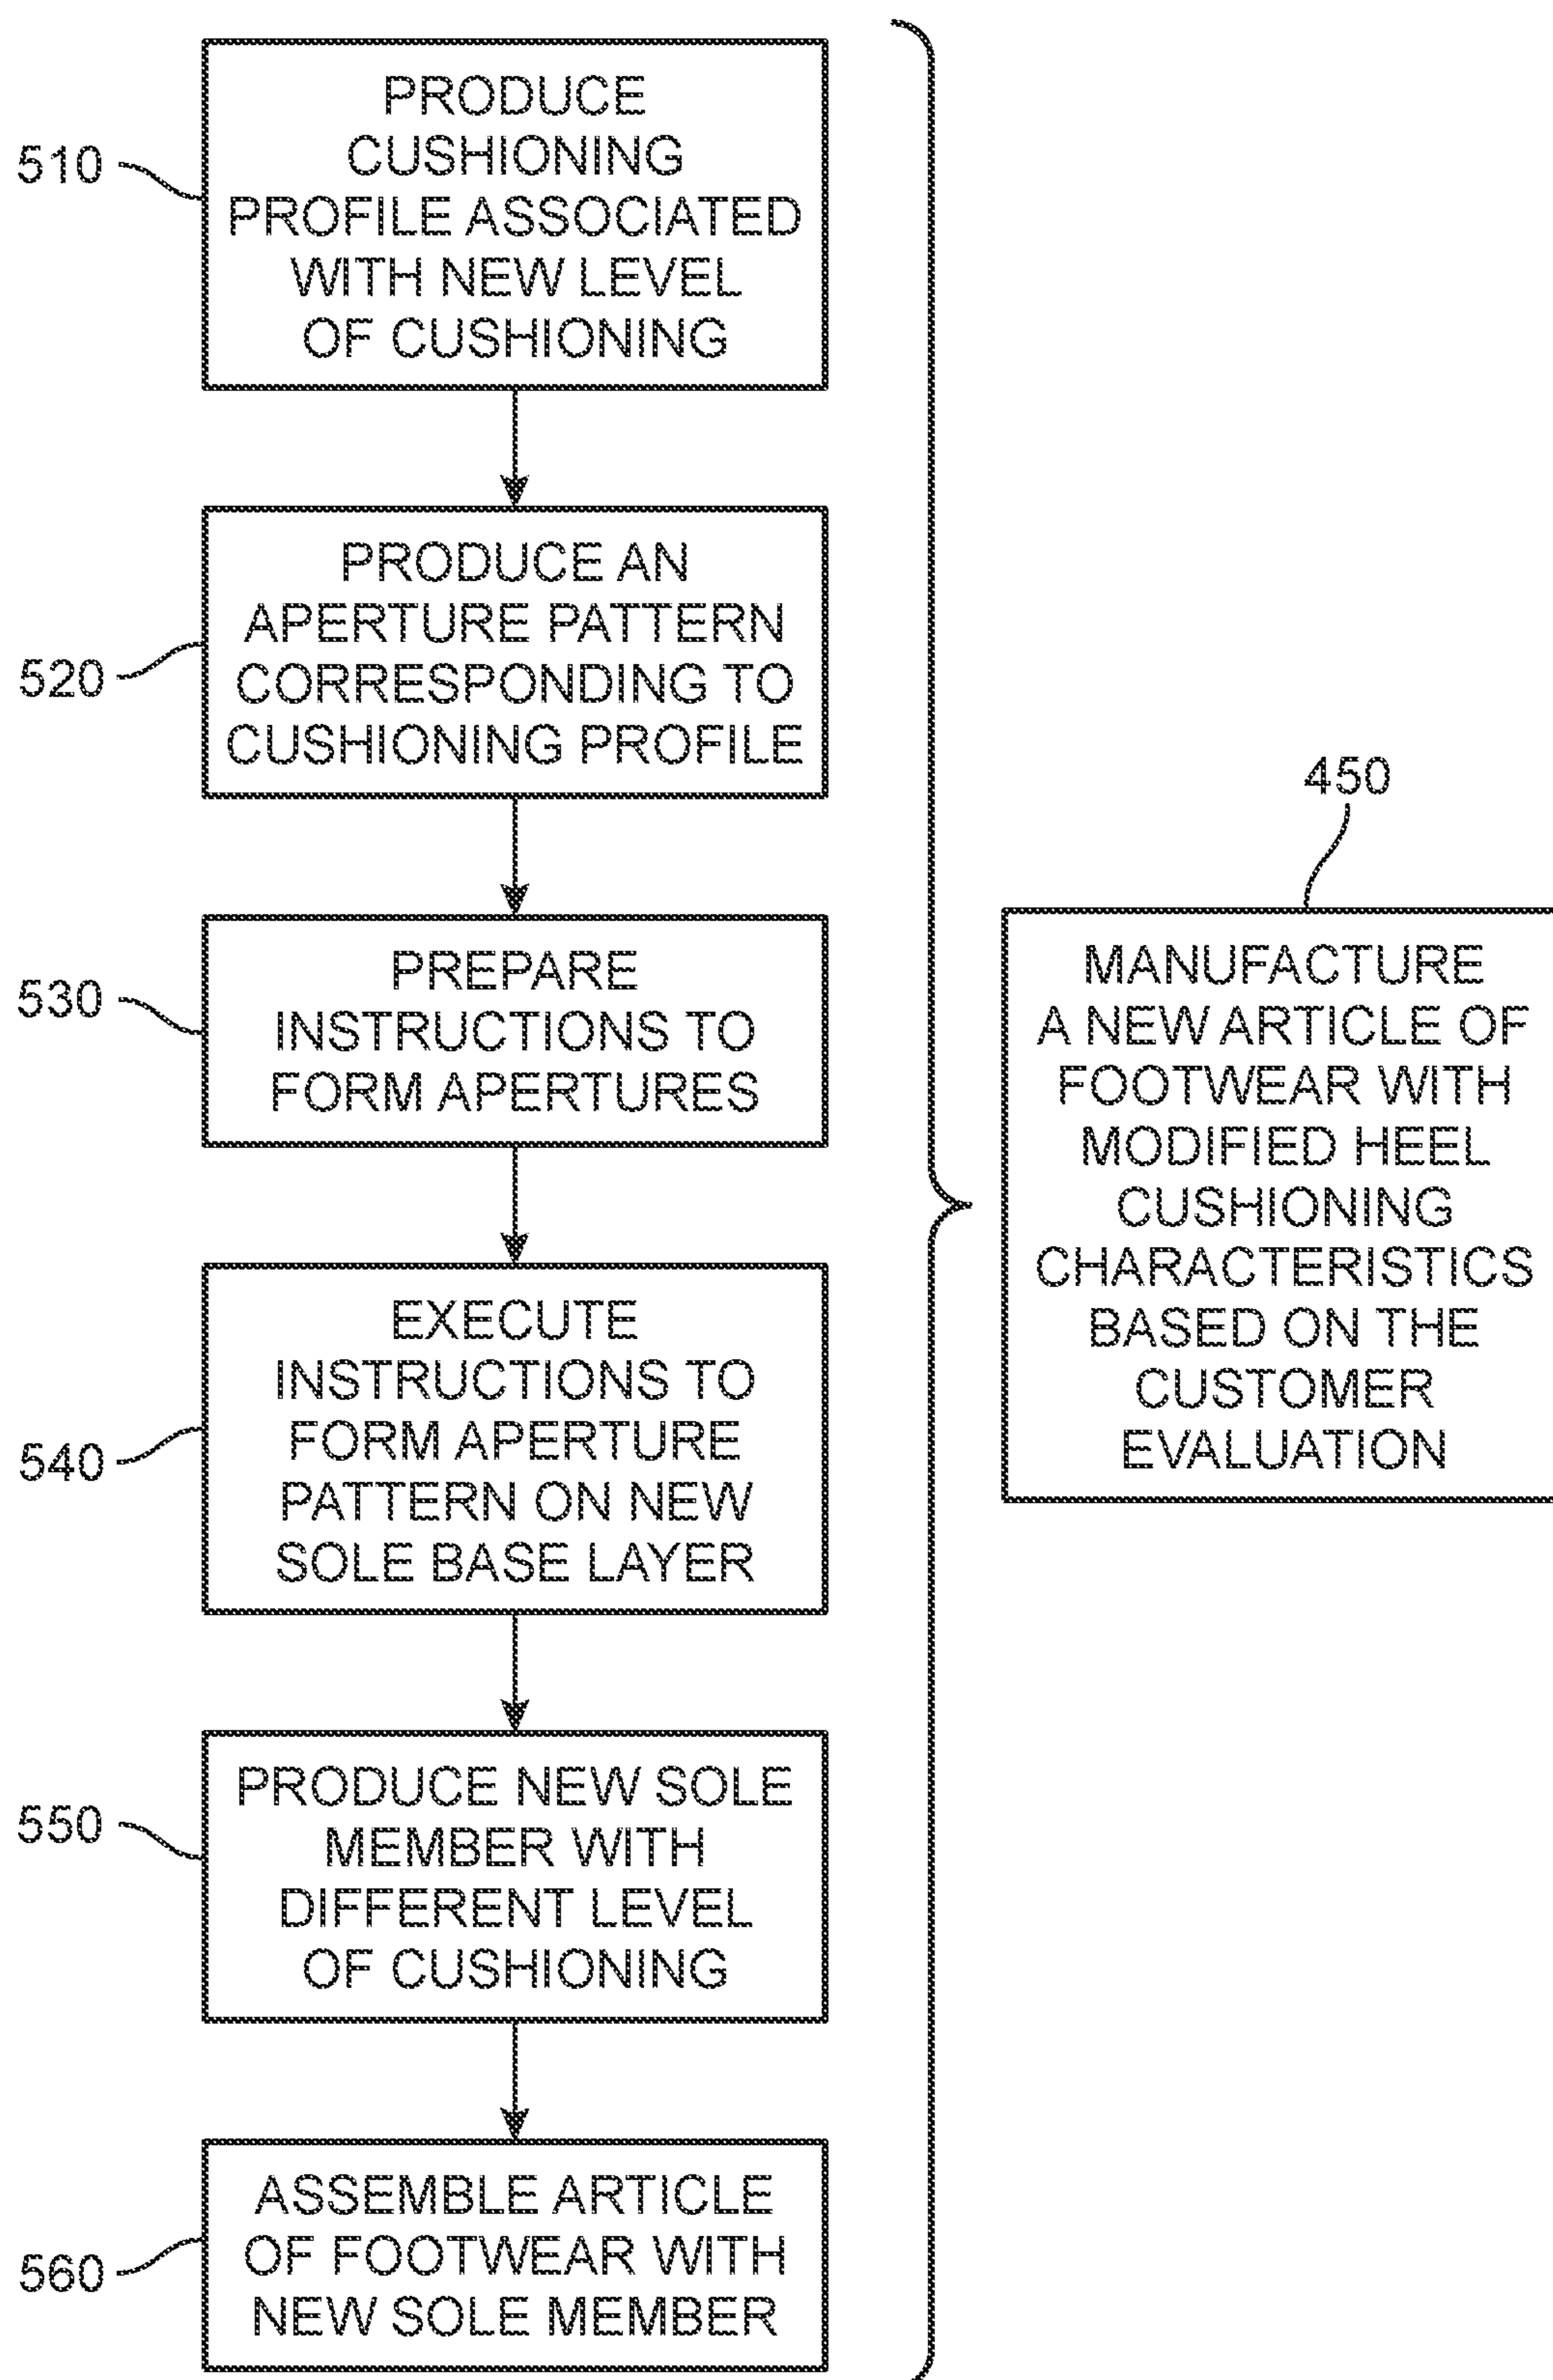 510
PRODUCE
CUSHIONING
PROFILE ASSOCIATED
WITH NEW LEVEL
OF CUSHIONING
520
PRODUCE AN
APERTURE PATTERN
CORRESPONDING TO
CUSHIONING PROFILE
530
PREPARE
INSTRUCTIONS TO
FORM APERTURES
540
EXECUTE
INSTRUCTIONS TO
FORM APERTURE
PATTERN ON NEW
SOLE BASE LAYER
550
PRODUCE NEW SOLE
MEMBER WITH
DIFFERENT LEVEL
OF CUSHIONING
560
ASSEMBLE ARTICLE
OF FOOTWEAR WITH
NEW SOLE MEMBER
450
MANUFACTURE
A NEW ARTICLE OF
FOOTWEAR WITH
MODIFIED HEEL
CUSHIONING
CHARACTERISTICS
BASED ON THE
CUSTOMER
EVALUATION